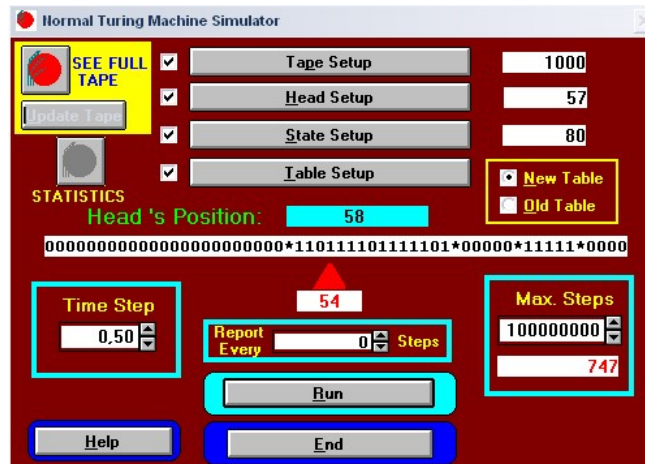 Normal Turing Machine Simulator
SEE FULL TAPE
Update Tape
STATISTICS
Tape Setup 1000
Head Setup 57
State Setup 80
Table Setup
New Table
Old Table
Head 's Position: 58
000000000000000000000000*110111101111101*00000*11111*0000
54
Time Step
0,50
Report Every 0 Steps
Max. Steps
100000000
747
Run
Help
End